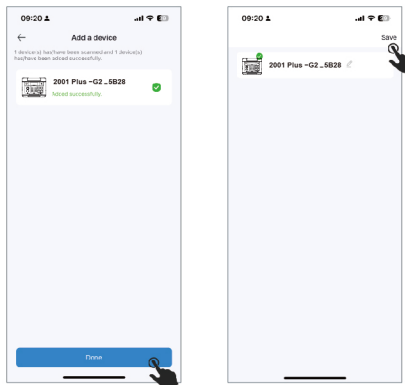 09:20
Add a device
1 device(s) has/have been scanned and 1 device(s)
has/have been added successfully.
2001 Plus -G2 _5B28
Added successfully.
Done
09:20
Save
2001 Plus -G2 _5B28